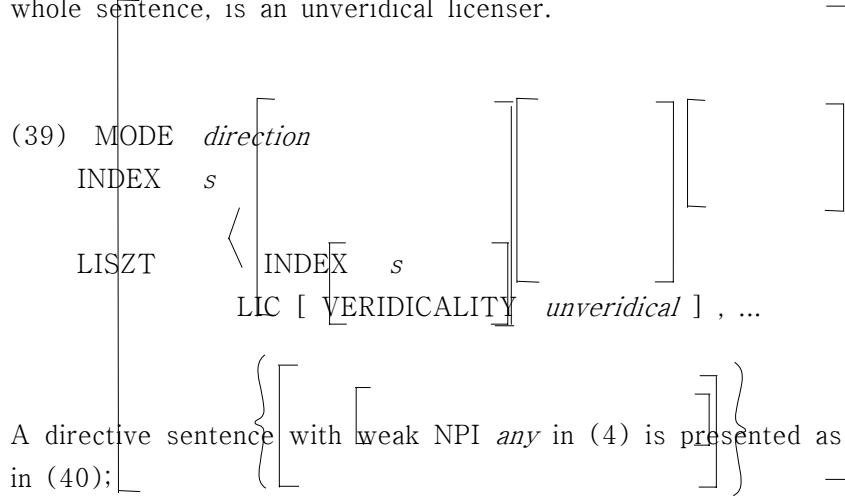 whole sentence, is an unveridical licenser.
(39) MODE direction
INDEX s
LISZT 〈 INDEX s
LIC [ VERIDICALITY unveridical ] , ...
A directive sentence with weak NPI any in (4) is presented as
in (40);